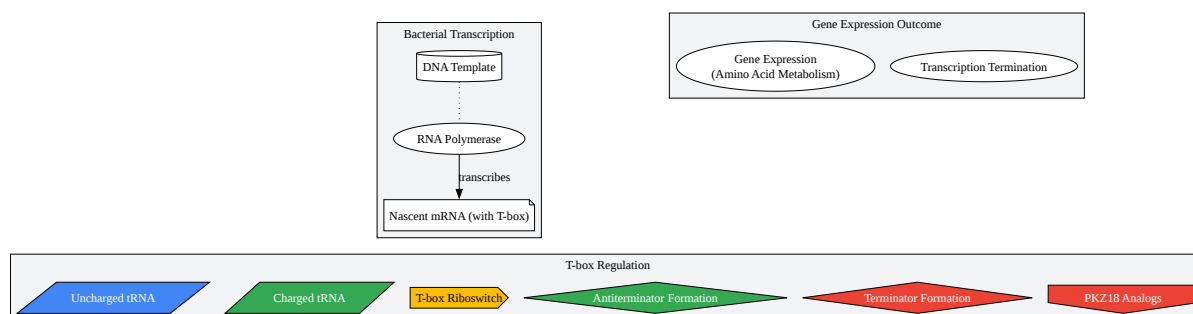 Bacterial Transcription
DNA Template
RNA Polymerase
transcribes
Nascent mRNA (with T-box)
Gene Expression Outcome
Gene Expression
(Amino Acid Metabolism)
Transcription Termination
T-box Regulation
Uncharged tRNA
Charged tRNA
T-box Riboswitch
Antiterminator Formation
Terminator Formation
PKZ18 Analogs